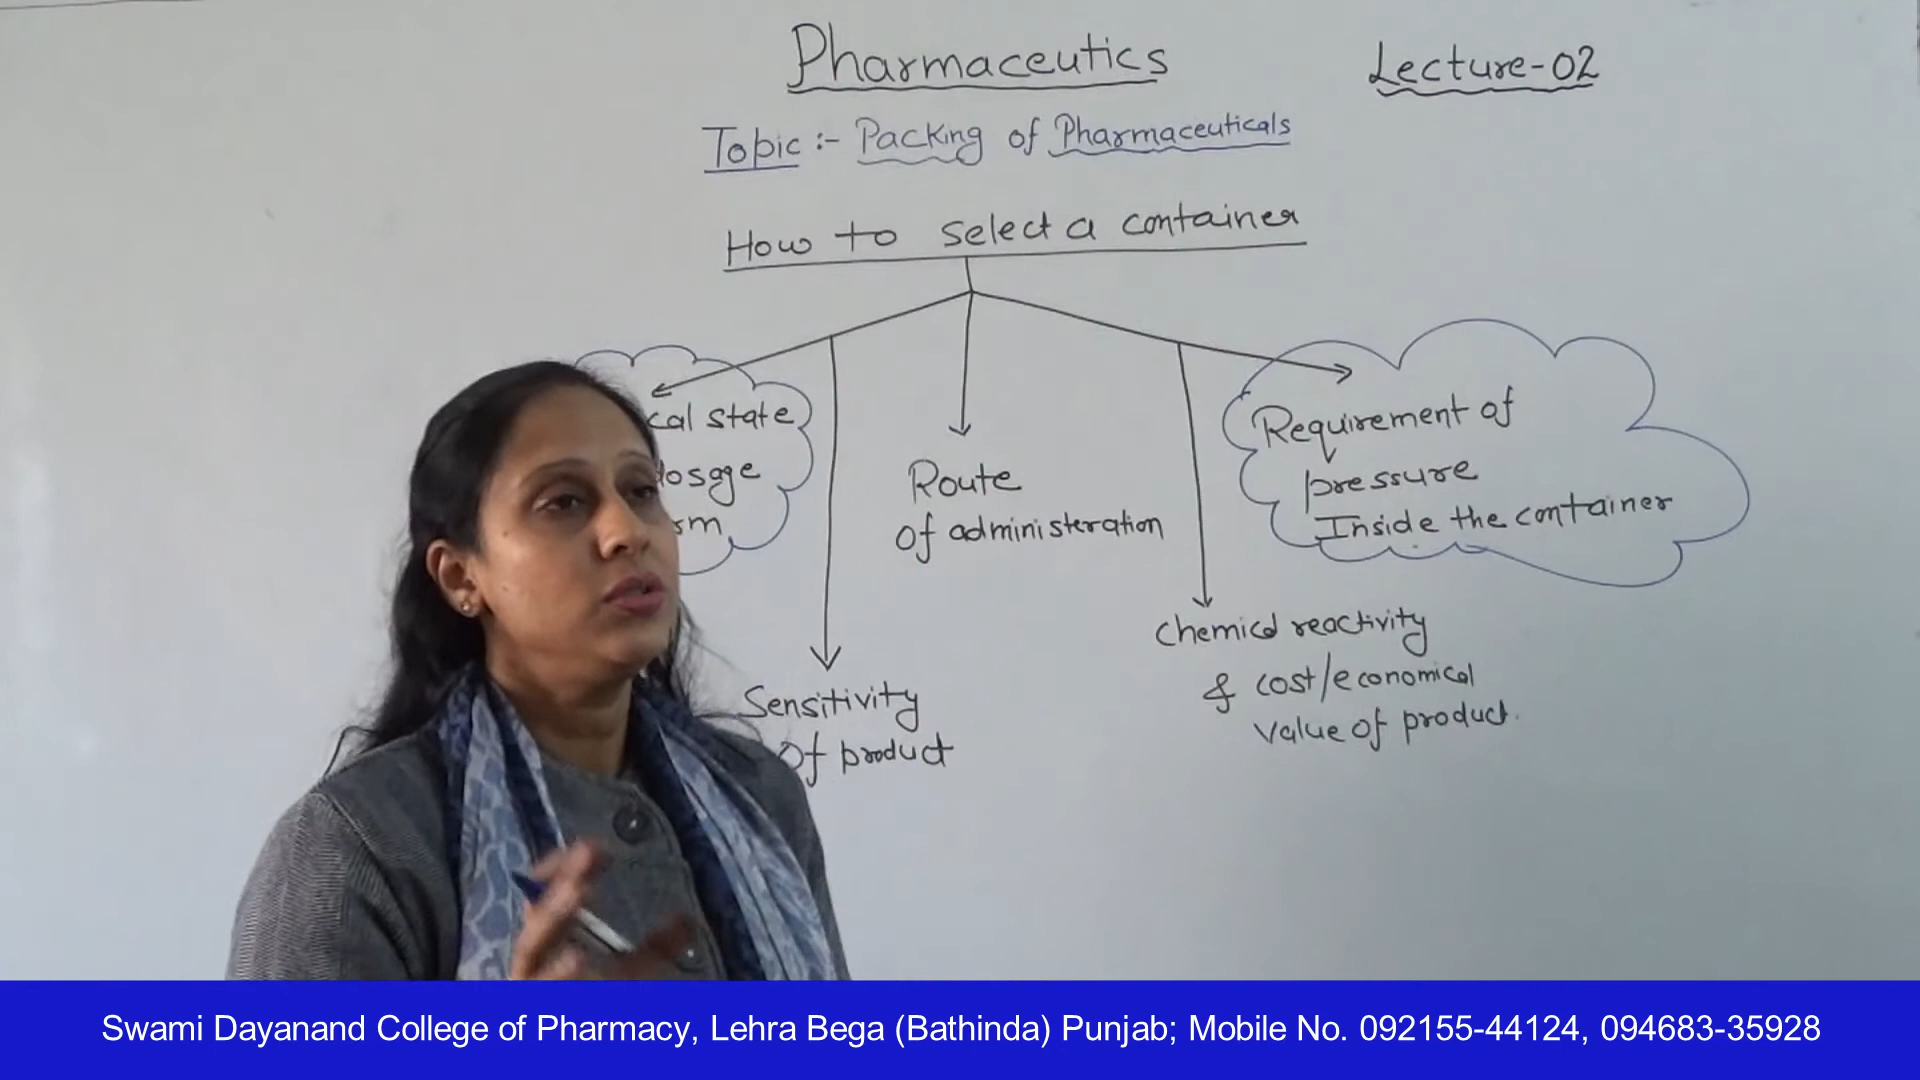 Pharmaceutics
Lecture-02
Topic :- Packing of Pharmaceuticals
How to select a container
cal state
dosage
Route
of administeration
Requirement of
pressure
Inside the container
Sensitivity
of product
Chemical reactivity
& cost/economical
value of product.
Swami Dayanand College of Pharmacy, Lehra Bega (Bathinda) Punjab; Mobile No. 092155-44124, 094683-35928